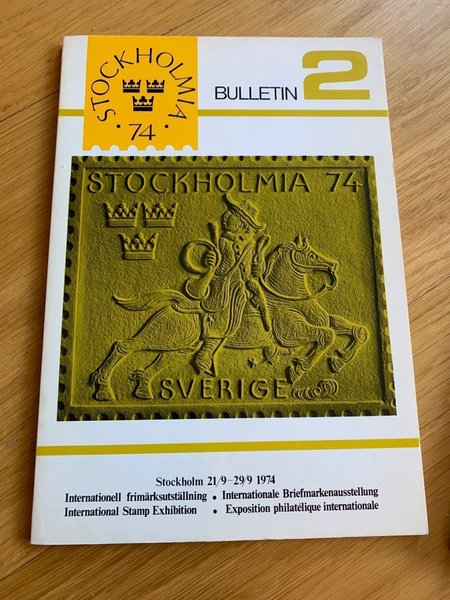 STOCKHOLMIA
· 74 ·
BULLETIN 2
STOCKHOLMIA 74
SVERIGE
Stockholm 21/9–29/9 1974
Internationell frimärksutställning • Internationale Briefmarkenausstellung
International Stamp Exhibition • Exposition philatélique internationale